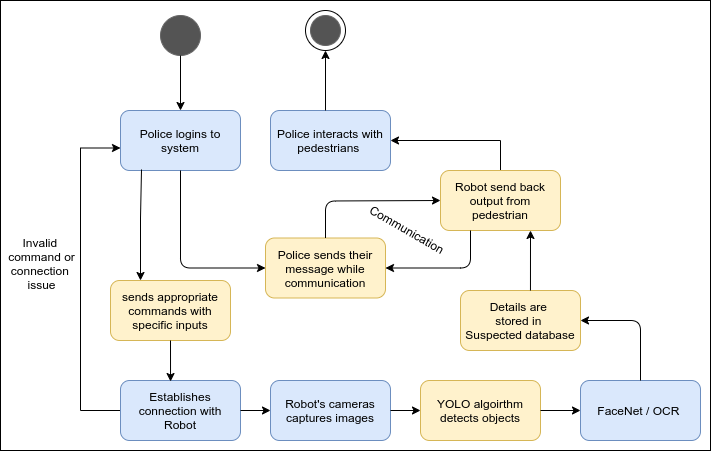 Police logins to
system
Police interacts with
pedestrians
Robot send back
output from
pedestrian
Communication
Invalid
command or
connection
issue
Police sends their
message while
communication
sends appropriate
commands with
specific inputs
Details are
stored in
Suspected database
Establishes
connection with
Robot
Robot's cameras
captures images
YOLO algoirthm
detects objects
FaceNet / OCR